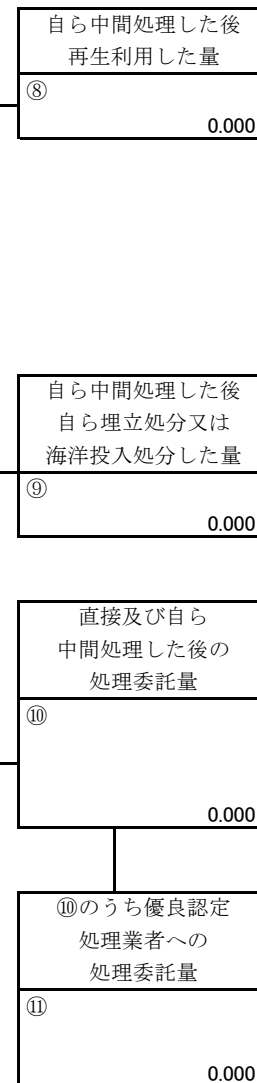 自ら中間処理した後
再生利用した量
⑧
0.000
自ら中間処理した後
自ら埋立処分又は
海洋投入処分した量
⑨
0.000
直接及び自ら
中間処理した後の
処理委託量
⑩
0.000
⑩のうち優良認定
処理業者への
処理委託量
⑪
0.000